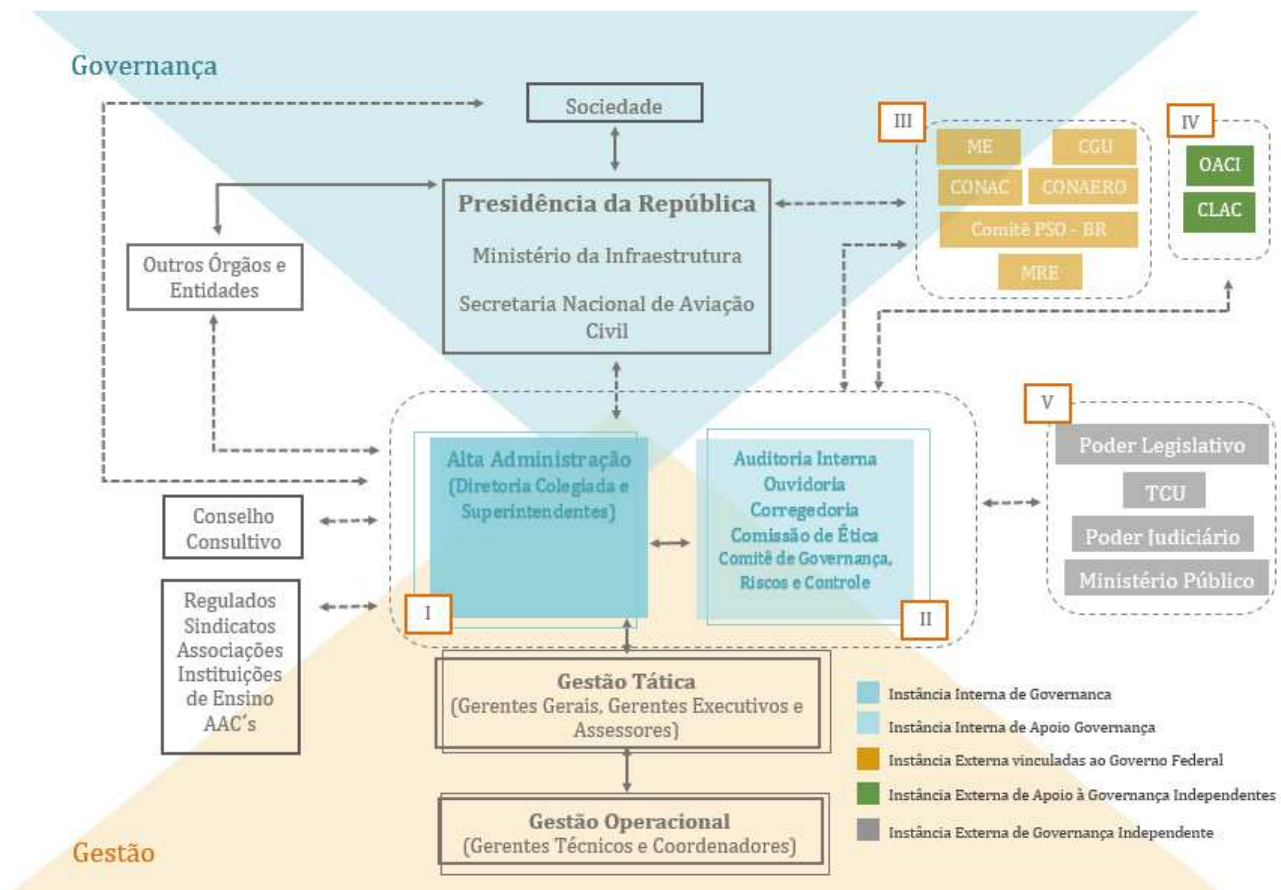 Governança
Sociedade
Presidência da República
Ministério da Infraestrutura
Secretaria Nacional de Aviação
Civil
Outros Órgãos e
Entidades
III
ME
CGU
CONAC
CONAERO
Comitê PSO - BR
MRE
IV
OACI
CLAC
V
Poder Legislativo
TCU
Poder Judiciário
Ministério Público
Alta Administração
(Diretoria Colegiada e
Superintendentes)
I
Auditoria Interna
Ouvidoria
Corregedoria
Comissão de Ética
Comitê de Governança,
Riscos e Controle
II
Conselho
Consultivo
Regulados
Sindicatos
Associações
Instituições
de Ensino
AAC´s
Gestão Tática
(Gerentes Gerais, Gerentes Executivos e
Assessores)
Gestão Operacional
(Gerentes Técnicos e Coordenadores)
Gestão
Instância Interna de Governanca
Instância Interna de Apoio Governança
Instância Externa vinculadas ao Governo Federal
Instância Externa de Apoio à Governança Independentes
Instância Externa de Governança Independente